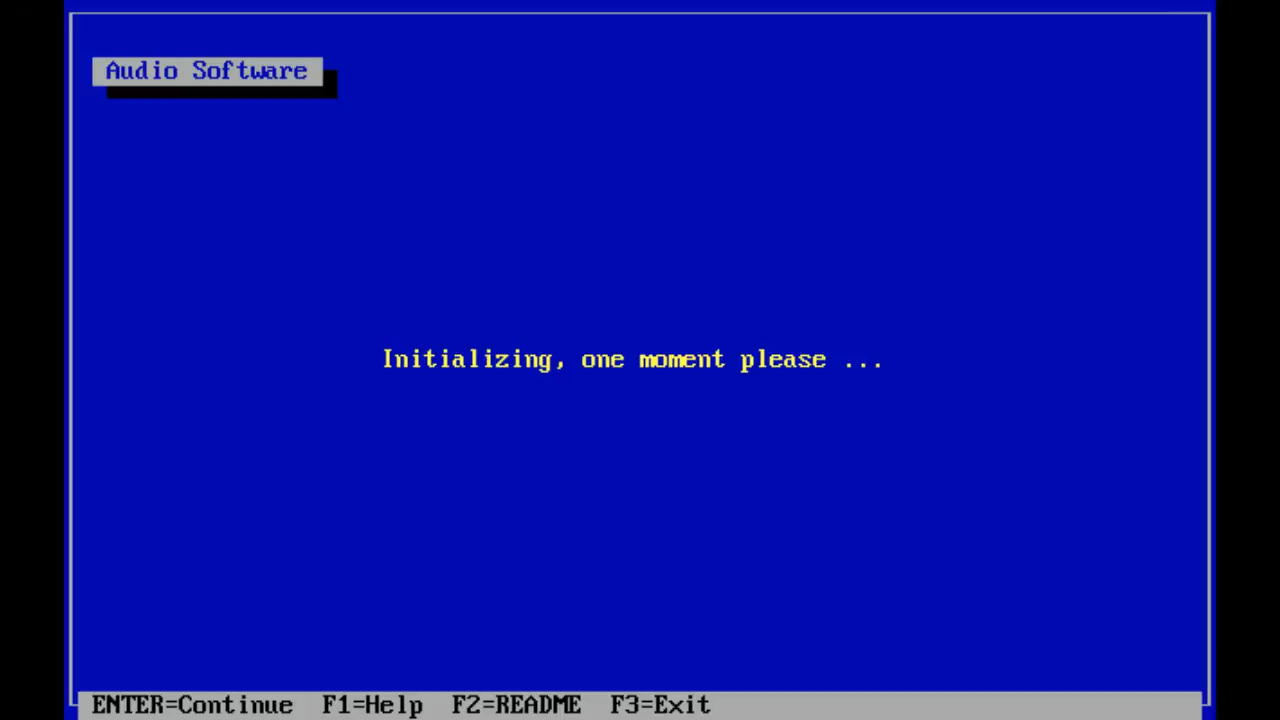 Audio Software
Initializing, one moment please ...
ENTER=Continue F1=Help F2=README F3=Exit